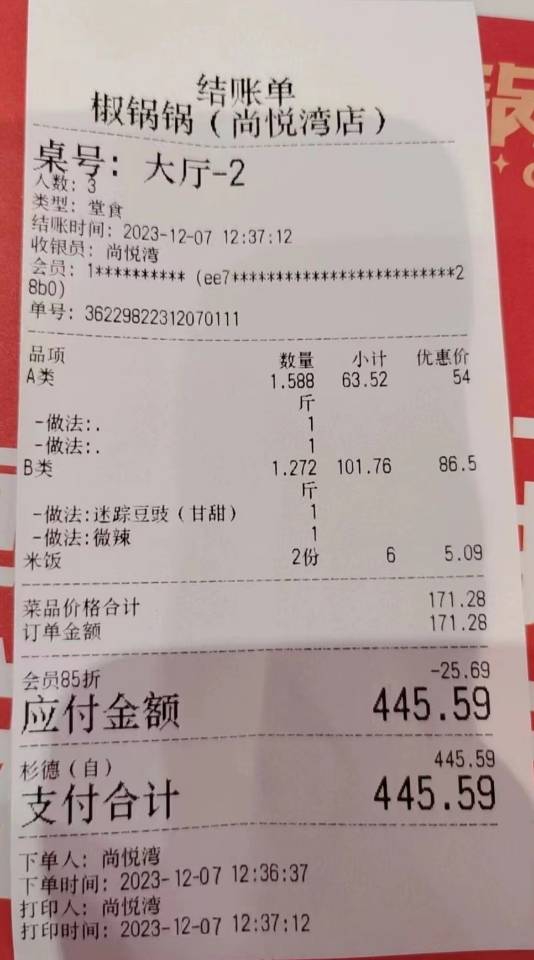 结账单
椒锅锅（尚悦湾店）
桌号：大厅-2
人数：3
类型：堂食
结账时间：2023-12-07 12:37:12
收银员：尚悦湾
会员：1********** (ee7*************************2
8b0)
单号：36229822312070111
品项 数量 小计 优惠价
A类 1.588 63.52 54
斤
-做法:. 1
-做法:. 1
B类 1.272 101.76 86.5
斤
-做法:迷踪豆豉（甘甜） 1
-做法:微辣 1
米饭 2份 6 5.09
菜品价格合计 171.28
订单金额 171.28
会员85折 -25.69
应付金额 445.59
杉德（自） 445.59
支付合计 445.59
下单人：尚悦湾
下单时间：2023-12-07 12:36:37
打印人：尚悦湾
打印时间：2023-12-07 12:37:12
锅